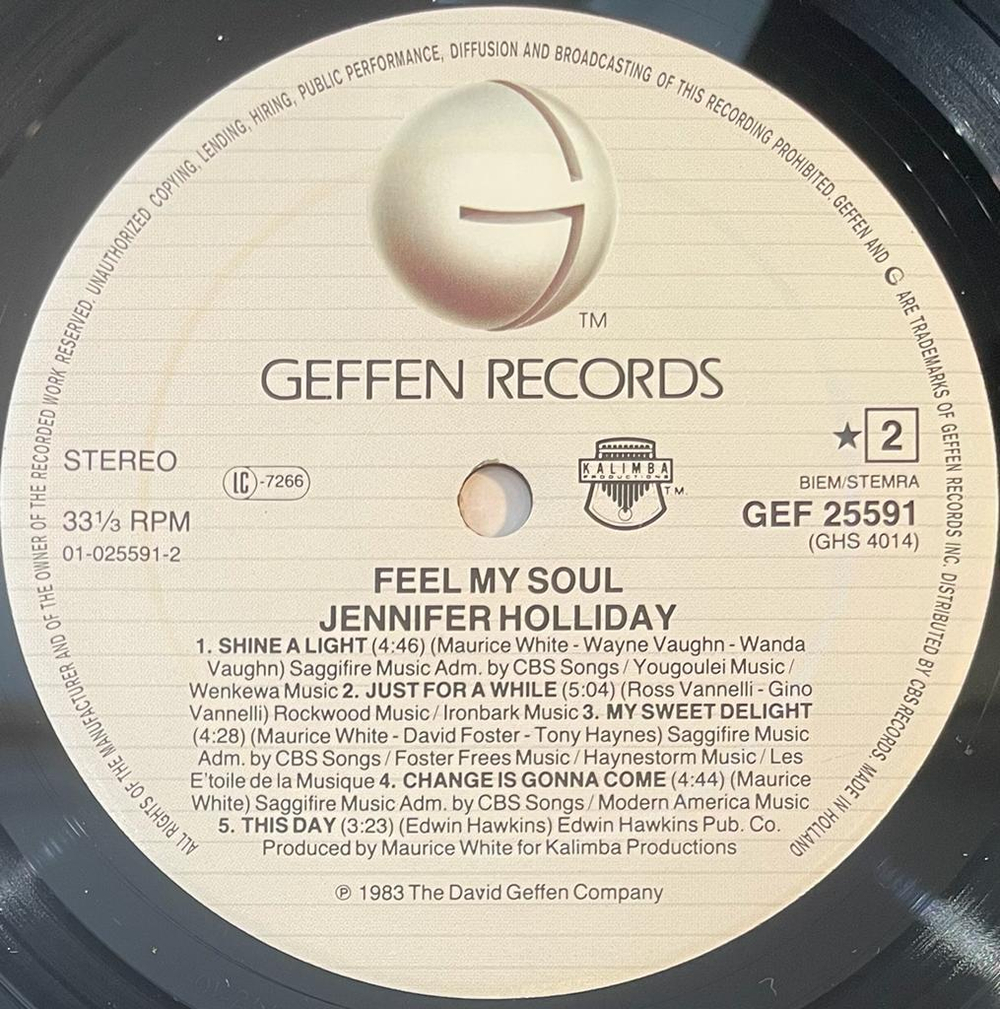 ALL RIGHTS OF THE MANUFACTURER AND OF THE OWNER OF THE RECORDED WORK RESERVED. UNAUTHORIZED COPYING, LENDING, HIRING, PUBLIC PERFORMANCE, DIFFUSION AND BROADCASTING OF THIS RECORDING PROHIBITED. GEFFEN AND G ARE TRADEMARKS OF GEFFEN RECORDS INC. DISTRIBUTED BY CBS RECORDS. MADE IN HOLLAND
TM
GEFFEN RECORDS
STEREO
LC-7266
33⅓ RPM
01-025591-2
KALIMBA
PRODUCTIONS
T.M.
★ 2
BIEM/STEMRA
GEF 25591
(GHS 4014)
FEEL MY SOUL
JENNIFER HOLLIDAY
1. SHINE A LIGHT (4:46) (Maurice White - Wayne Vaughn - Wanda
Vaughn) Saggifire Music Adm. by CBS Songs / Yougoulei Music /
Wenkewa Music 2. JUST FOR A WHILE (5:04) (Ross Vannelli - Gino
Vannelli) Rockwood Music / Ironbark Music 3. MY SWEET DELIGHT
(4:28) (Maurice White - David Foster - Tony Haynes) Saggifire Music
Adm. by CBS Songs / Foster Frees Music / Haynestorm Music / Les
E'toile de la Musique 4. CHANGE IS GONNA COME (4:44) (Maurice
White) Saggifire Music Adm. by CBS Songs / Modern America Music
5. THIS DAY (3:23) (Edwin Hawkins) Edwin Hawkins Pub. Co.
Produced by Maurice White for Kalimba Productions
℗ 1983 The David Geffen Company